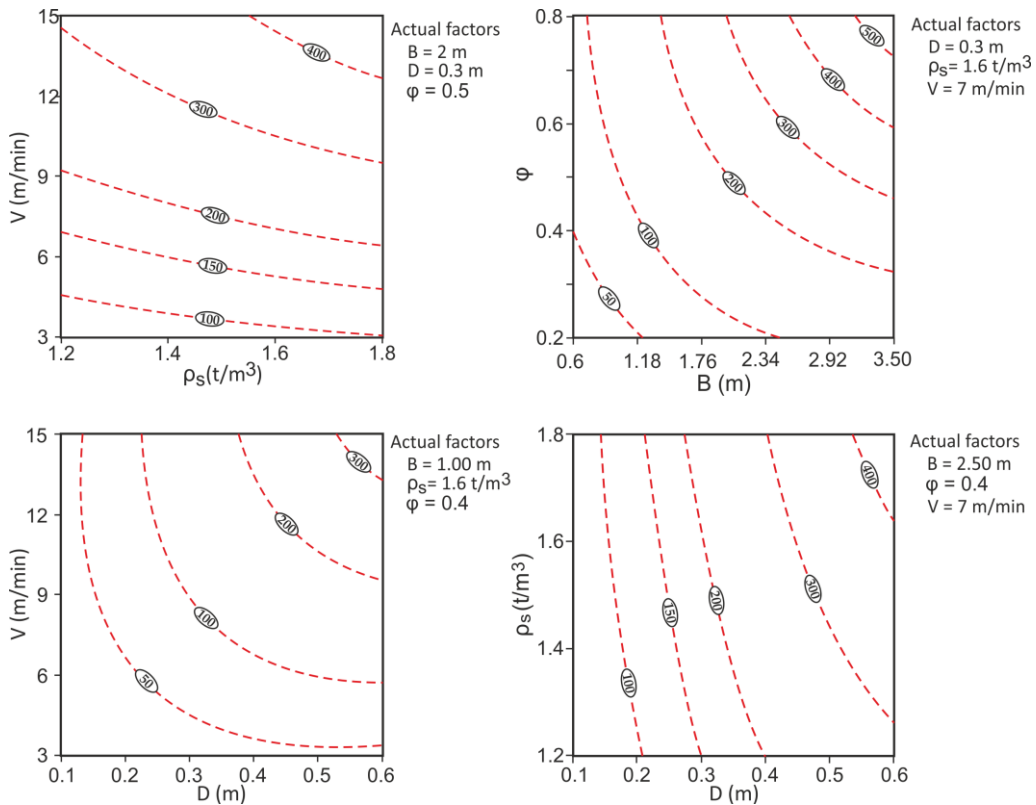 15
12
9
6
3
V (m/min)
400
300
200
150
100
1.2
1.4
1.6
1.8
ρs(t/m³)
Actual factors
B = 2 m
D = 0.3 m
φ = 0.5
0.8
0.6
0.4
0.2
φ
500
400
300
200
100
50
0.6
1.18
1.76
2.34
2.92
3.50
B (m)
Actual factors
D = 0.3 m
ρs= 1.6 t/m³
V = 7 m/min
15
12
9
6
3
V (m/min)
300
200
100
50
0.1
0.2
0.3
0.4
0.5
0.6
D (m)
Actual factors
B = 1.00 m
ρs= 1.6 t/m³
φ = 0.4
1.8
1.6
1.4
1.2
ρs(t/m³)
400
300
200
150
100
0.1
0.2
0.3
0.4
0.5
0.6
D (m)
Actual factors
B = 2.50 m
φ = 0.4
V = 7 m/min